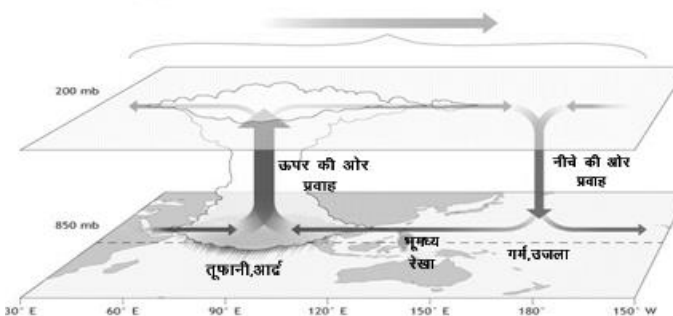 200 mb
ऊपर की ओर
प्रवाह
नीचे की ओर
प्रवाह
850 mb
भूमध्य
रेखा
तूफानी,आर्द्र
गर्म,उजला
30° E 60° E 90° E 120° E 150° E 180° 150° W